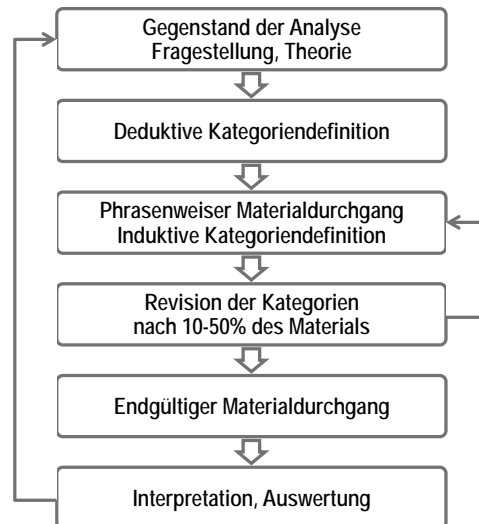 Gegenstand der Analyse
Fragestellung, Theorie
Deduktive Kategoriendefinition
Phrasenweiser Materialdurchgang
Induktive Kategoriendefinition
Revision der Kategorien
nach 10-50% des Materials
Endgültiger Materialdurchgang
Interpretation, Auswertung